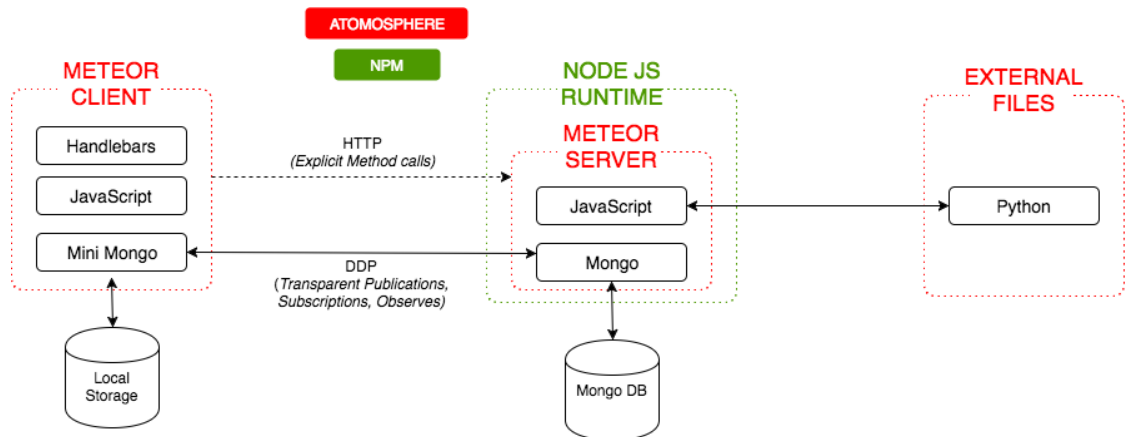 ATOMOSPHERE
NPM
METEOR
CLIENT
Handlebars
JavaScript
Mini Mongo
Local
Storage
HTTP
(Explicit Method calls)
DDP
(Transparent Publications,
Subscriptions, Observes)
NODE JS
RUNTIME
METEOR
SERVER
JavaScript
Mongo
Mongo DB
EXTERNAL
FILES
Python